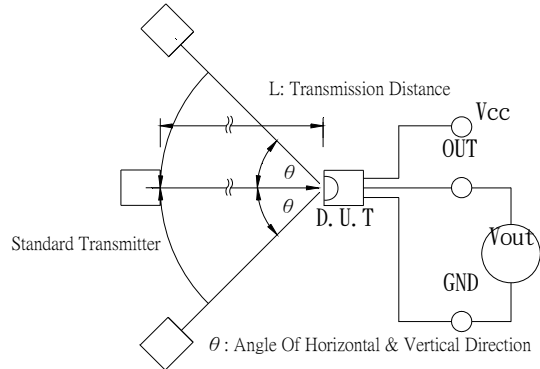 L: Transmission Distance
Vcc
OUT
θ
θ
D.U.T
Standard Transmitter
Vout
GND
θ : Angle Of Horizontal & Vertical Direction